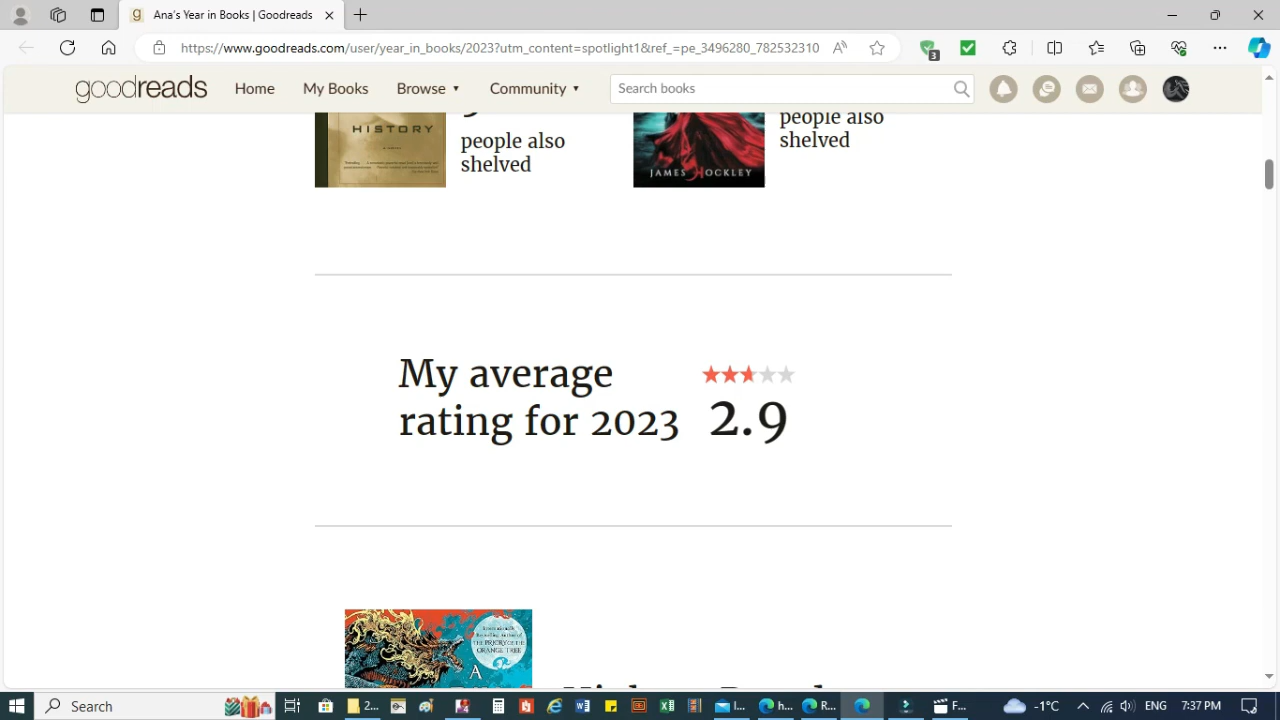 Ana's Year in Books | Goodreads
https://www.goodreads.com/user/year_in_books/2023?utm_content=spotlight1&ref_=pe_3496280_782532310
3
goodreads
Home
My Books
Browse
Community
Search books
HISTORY
people also
shelved
JAMES HOCKLEY
people also
shelved
My average
rating for 2023
2.9
THE PRIORY OF THE
ORANGE TREE
A
Search
2...
I...
h...
R...
F...
-1°C
ENG
7:37 PM